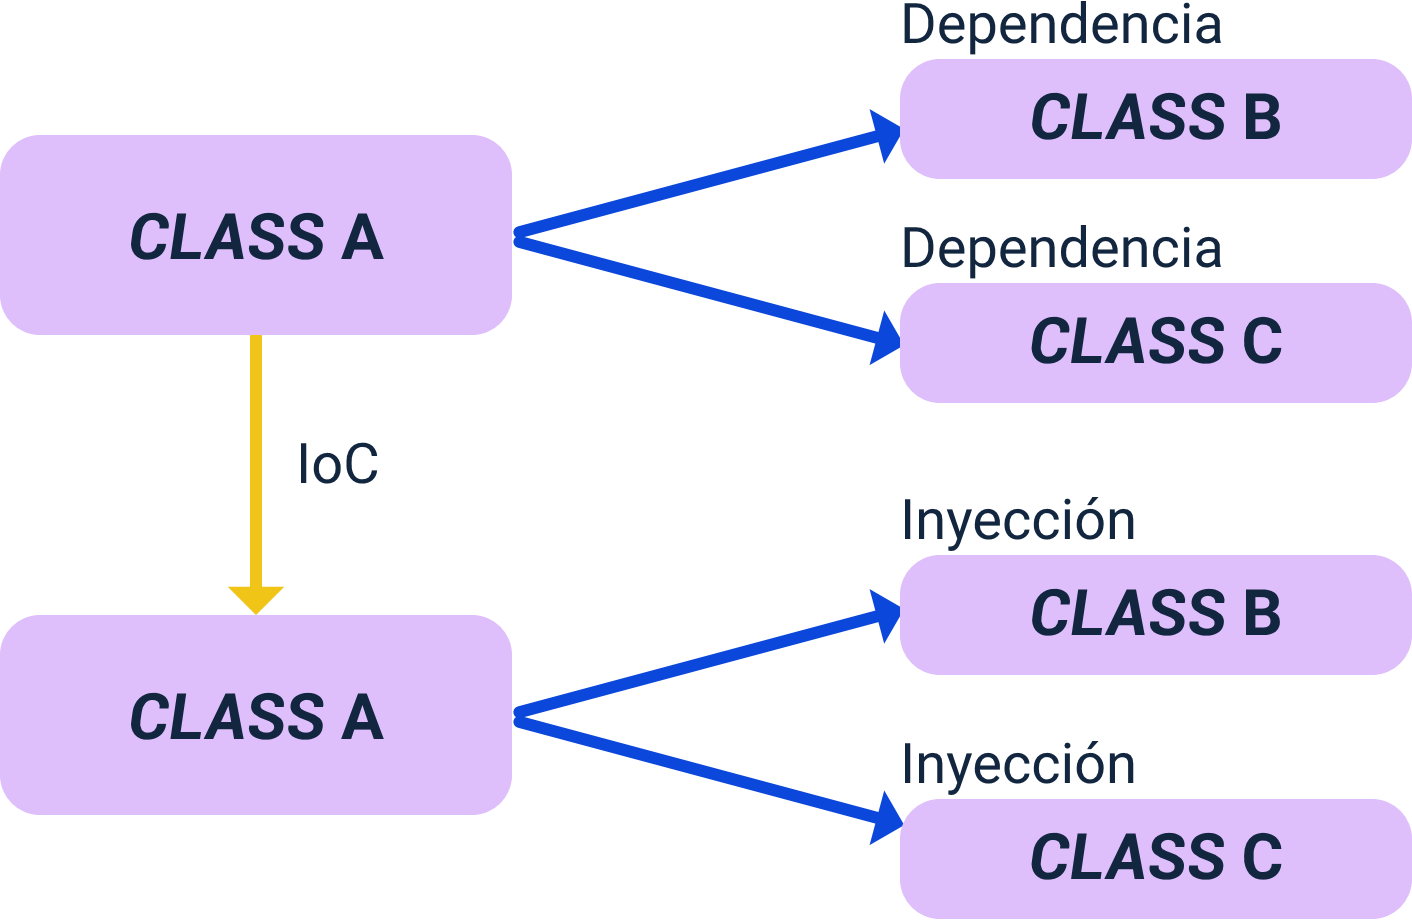 Dependencia
CLASS B
CLASS A
Dependencia
CLASS C
IoC
Inyección
CLASS B
CLASS A
Inyección
CLASS C